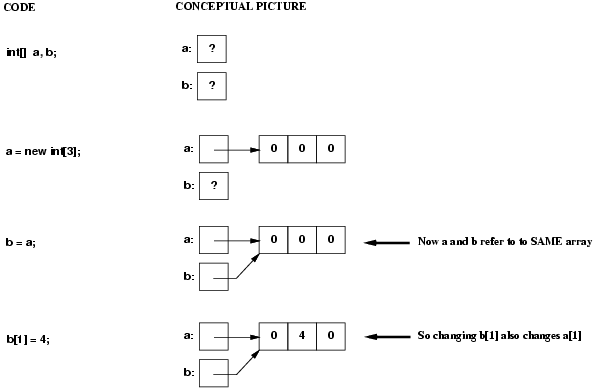 CODE CONCEPTUAL PICTURE
int[] a, b; a: ?
b: ?
a = new int[3]; a: 0 0 0
b: ?
b = a; a: 0 0 0 Now a and b refer to to SAME array
b:
b[1] = 4; a: 0 4 0 So changing b[1] also changes a[1]
b: